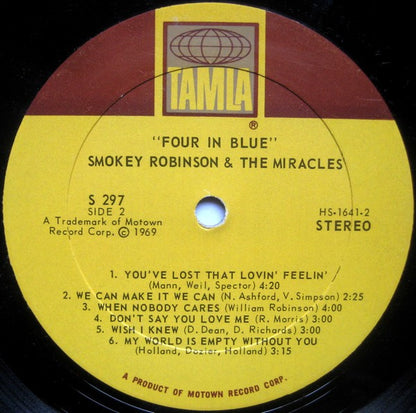 TAMLA
®
"FOUR IN BLUE"
SMOKEY ROBINSON & THE MIRACLES
S 297
SIDE 2
A Trademark of Motown
Record Corp. © 1969
HS-1641-2
STEREO
1. YOU'VE LOST THAT LOVIN' FEELIN'
(Mann, Weil, Spector) 4:20
2. WE CAN MAKE IT WE CAN (N. Ashford, V. Simpson) 2:25
3. WHEN NOBODY CARES (William Robinson) 4:00
4. DON'T SAY YOU LOVE ME (R. Morris) 3:00
5. WISH I KNEW (D. Dean, D. Richards) 3:00
6. MY WORLD IS EMPTY WITHOUT YOU
(Holland, Dozier, Holland) 3:15
A PRODUCT OF MOTOWN RECORD CORP.